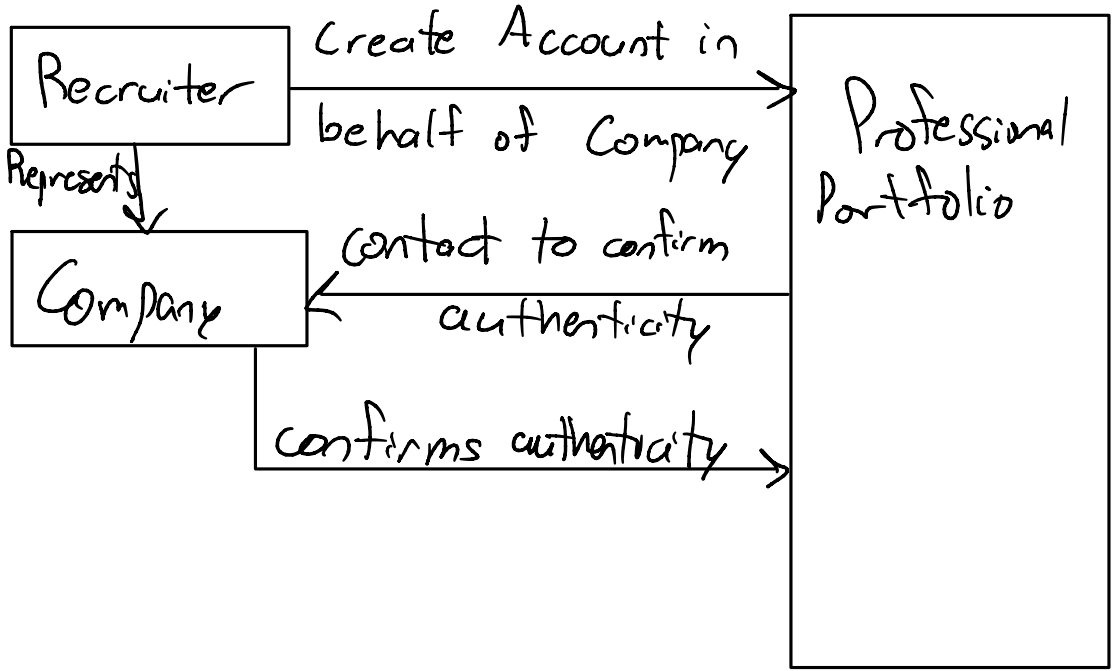 Recruiter
Create Account in
behalf of Company
Professional
Portfolio
Represents
Company
contact to confirm
authenticity
confirms authenticity